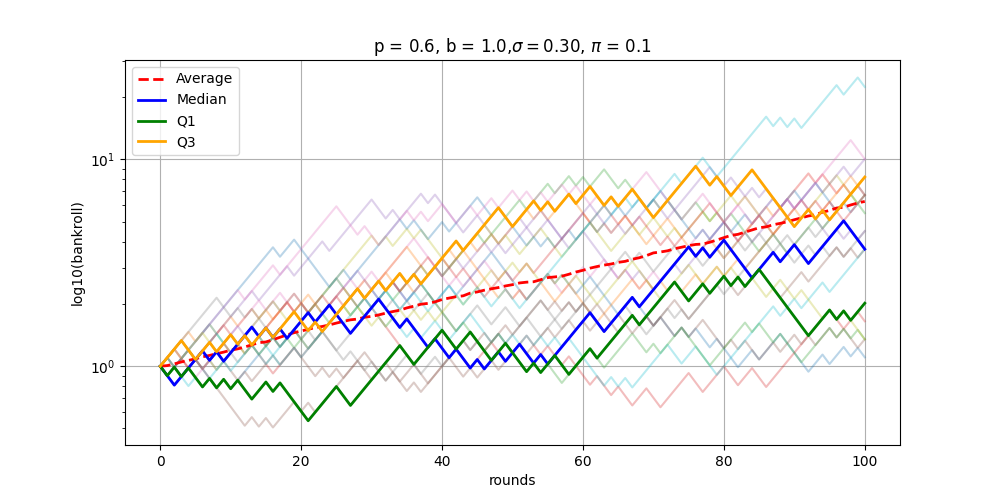 p = 0.6, b = 1.0,σ = 0.30, π = 0.1
Average
Median
Q1
Q3
log10(bankroll)
10¹
10⁰
0 20 40 60 80 100
rounds